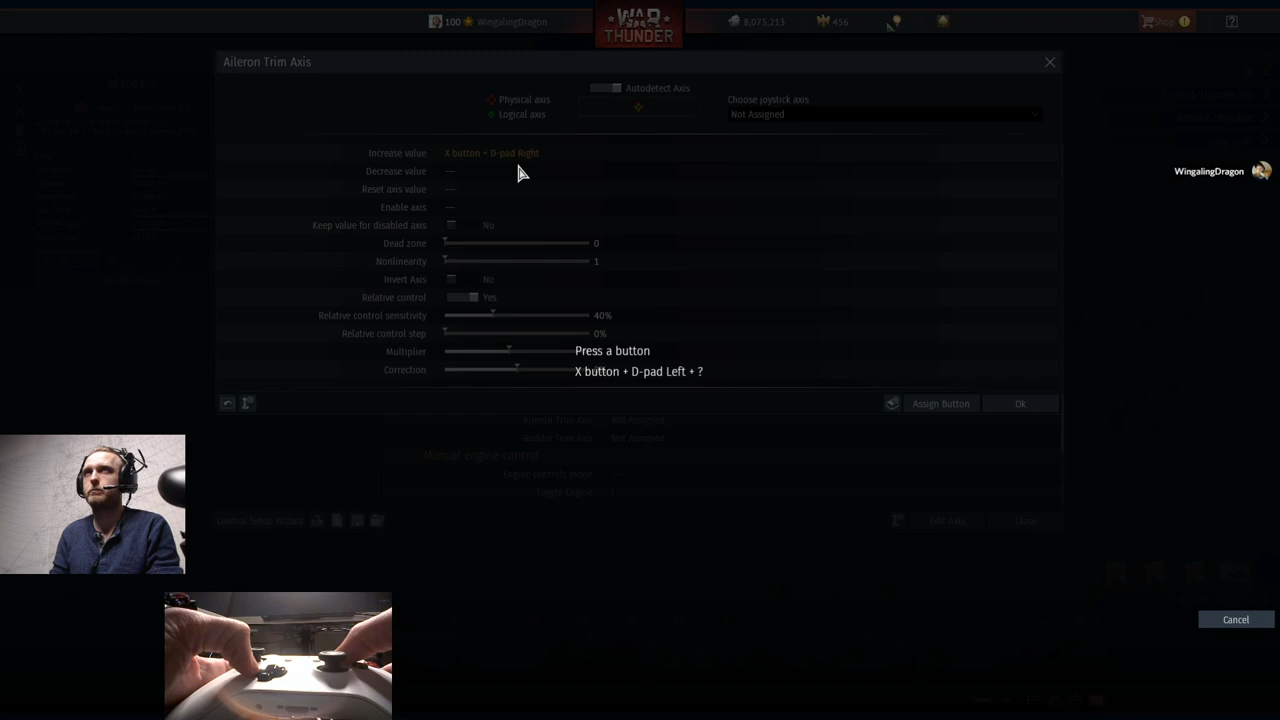 100 WingalingDragon
WAR THUNDER
8,075,213
456
Shop
Aileron Trim Axis
Autodetect Axis
Physical axis
Logical axis
Choose joystick axis
Not Assigned
Increase value X button + D-pad Right
Decrease value ---
Reset axis value ---
Enable axis ---
Keep value for disabled axis No
Dead zone 0
Nonlinearity 1
Invert Axis No
Relative control Yes
Relative control sensitivity 40%
Relative control step 0%
Multiplier
Correction
Press a button
X button + D-pad Left + ?
WingalingDragon
Assign Button
Ok
Aileron Trim Axis Not Assigned
Rudder Trim Axis Not Assigned
Manual engine control
Engine controls mode ---
Toggle Engine I
Control Setup Wizard
Edit Axis
Close
Cancel